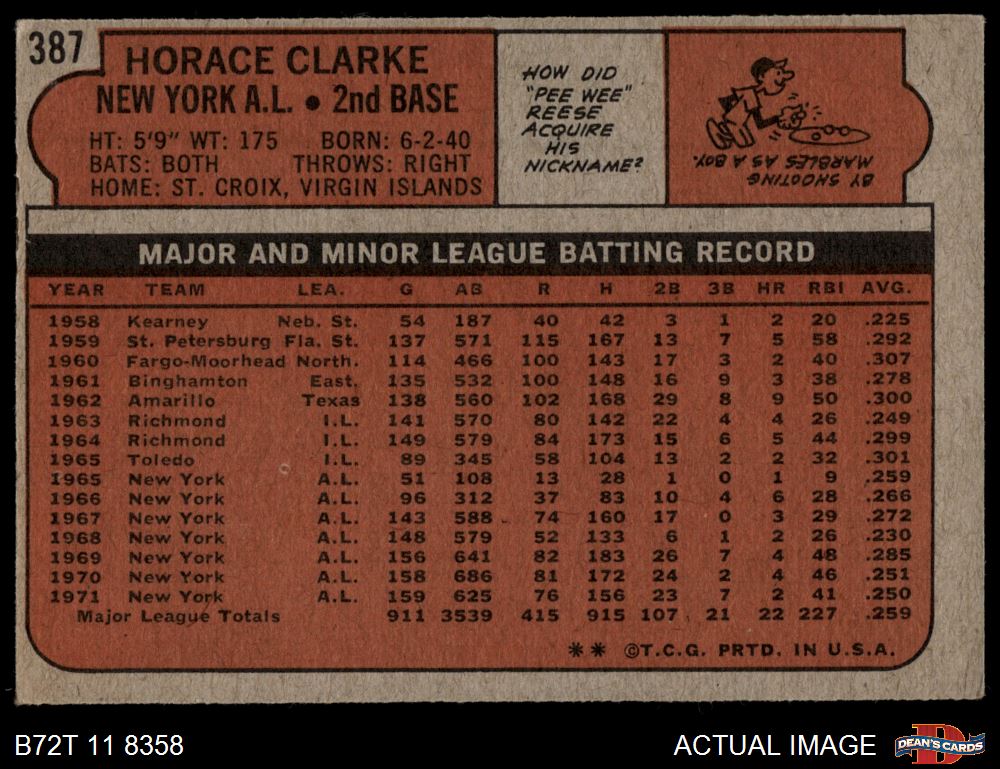 387
HORACE CLARKE
NEW YORK A.L. ● 2nd BASE
HT: 5'9" WT: 175 BORN: 6-2-40
BATS: BOTH THROWS: RIGHT
HOME: ST. CROIX, VIRGIN ISLANDS
HOW DID
"PEE WEE"
REESE
ACQUIRE
HIS
NICKNAME?
BY SHOOTING
MARBLES AS A BOY.
MAJOR AND MINOR LEAGUE BATTING RECORD
YEAR TEAM LEA. G AB R H 2B 3B HR RBI AVG.
1958 Kearney Neb. St. 54 187 40 42 3 1 2 20 .225
1959 St. Petersburg Fla. St. 137 571 115 167 13 7 5 58 .292
1960 Fargo-Moorhead North. 114 466 100 143 17 3 2 40 .307
1961 Binghamton East. 135 532 100 148 16 9 3 38 .278
1962 Amarillo Texas 138 560 102 168 29 8 9 50 .300
1963 Richmond I.L. 141 570 80 142 22 4 4 26 .249
1964 Richmond I.L. 149 579 84 173 15 6 5 44 .299
1965 Toledo I.L. 89 345 58 104 13 2 2 32 .301
1965 New York A.L. 51 108 13 28 1 0 1 9 .259
1966 New York A.L. 96 312 37 83 10 4 6 28 .266
1967 New York A.L. 143 588 74 160 17 0 3 29 .272
1968 New York A.L. 148 579 52 133 6 1 2 26 .230
1969 New York A.L. 156 641 82 183 26 7 4 48 .285
1970 New York A.L. 158 686 81 172 24 2 4 46 .251
1971 New York A.L. 159 625 76 156 23 7 2 41 .250
Major League Totals 911 3539 415 915 107 21 22 227 .259
** ©T.C.G. PRTD. IN U.S.A.
B72T 11 8358
ACTUAL IMAGE
DEAN'S CARDS